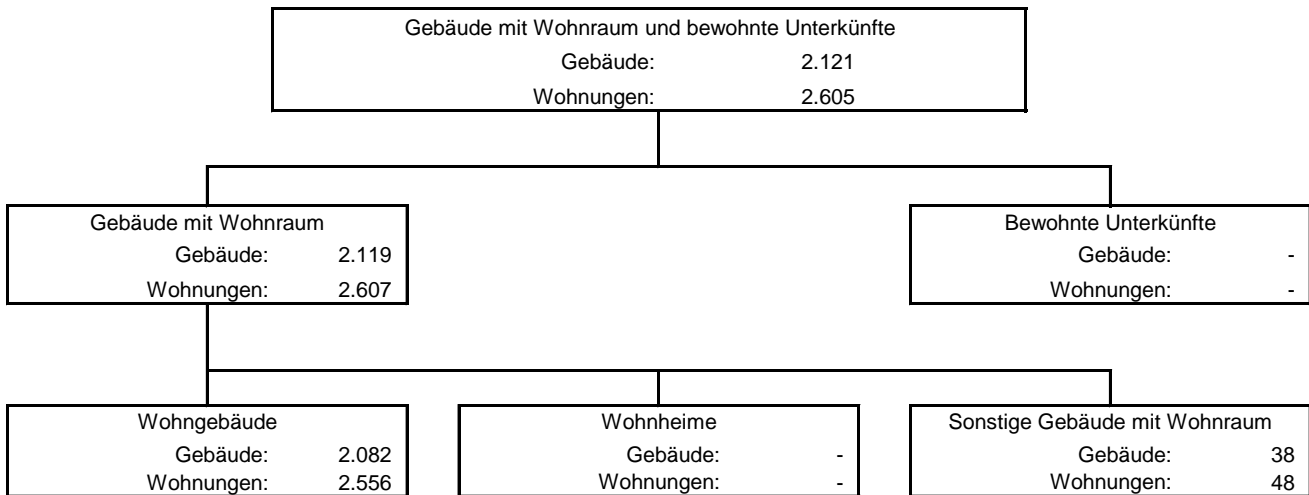 Gebäude mit Wohnraum und bewohnte Unterkünfte
Gebäude: 2.121
Wohnungen: 2.605
Gebäude mit Wohnraum
Gebäude: 2.119
Wohnungen: 2.607
Bewohnte Unterkünfte
Gebäude: -
Wohnungen: -
Wohngebäude
Gebäude: 2.082
Wohnungen: 2.556
Wohnheime
Gebäude: -
Wohnungen: -
Sonstige Gebäude mit Wohnraum
Gebäude: 38
Wohnungen: 48